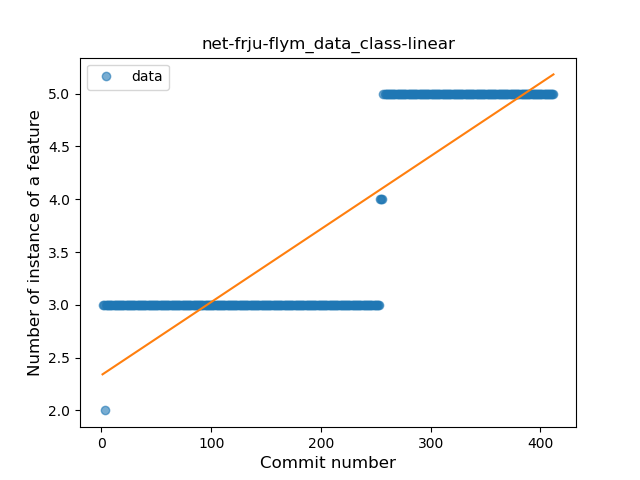 net-frju-flym_data_class-linear
data
Number of instance of a feature
5.0
4.5
4.0
3.5
3.0
2.5
2.0
0 100 200 300 400
Commit number